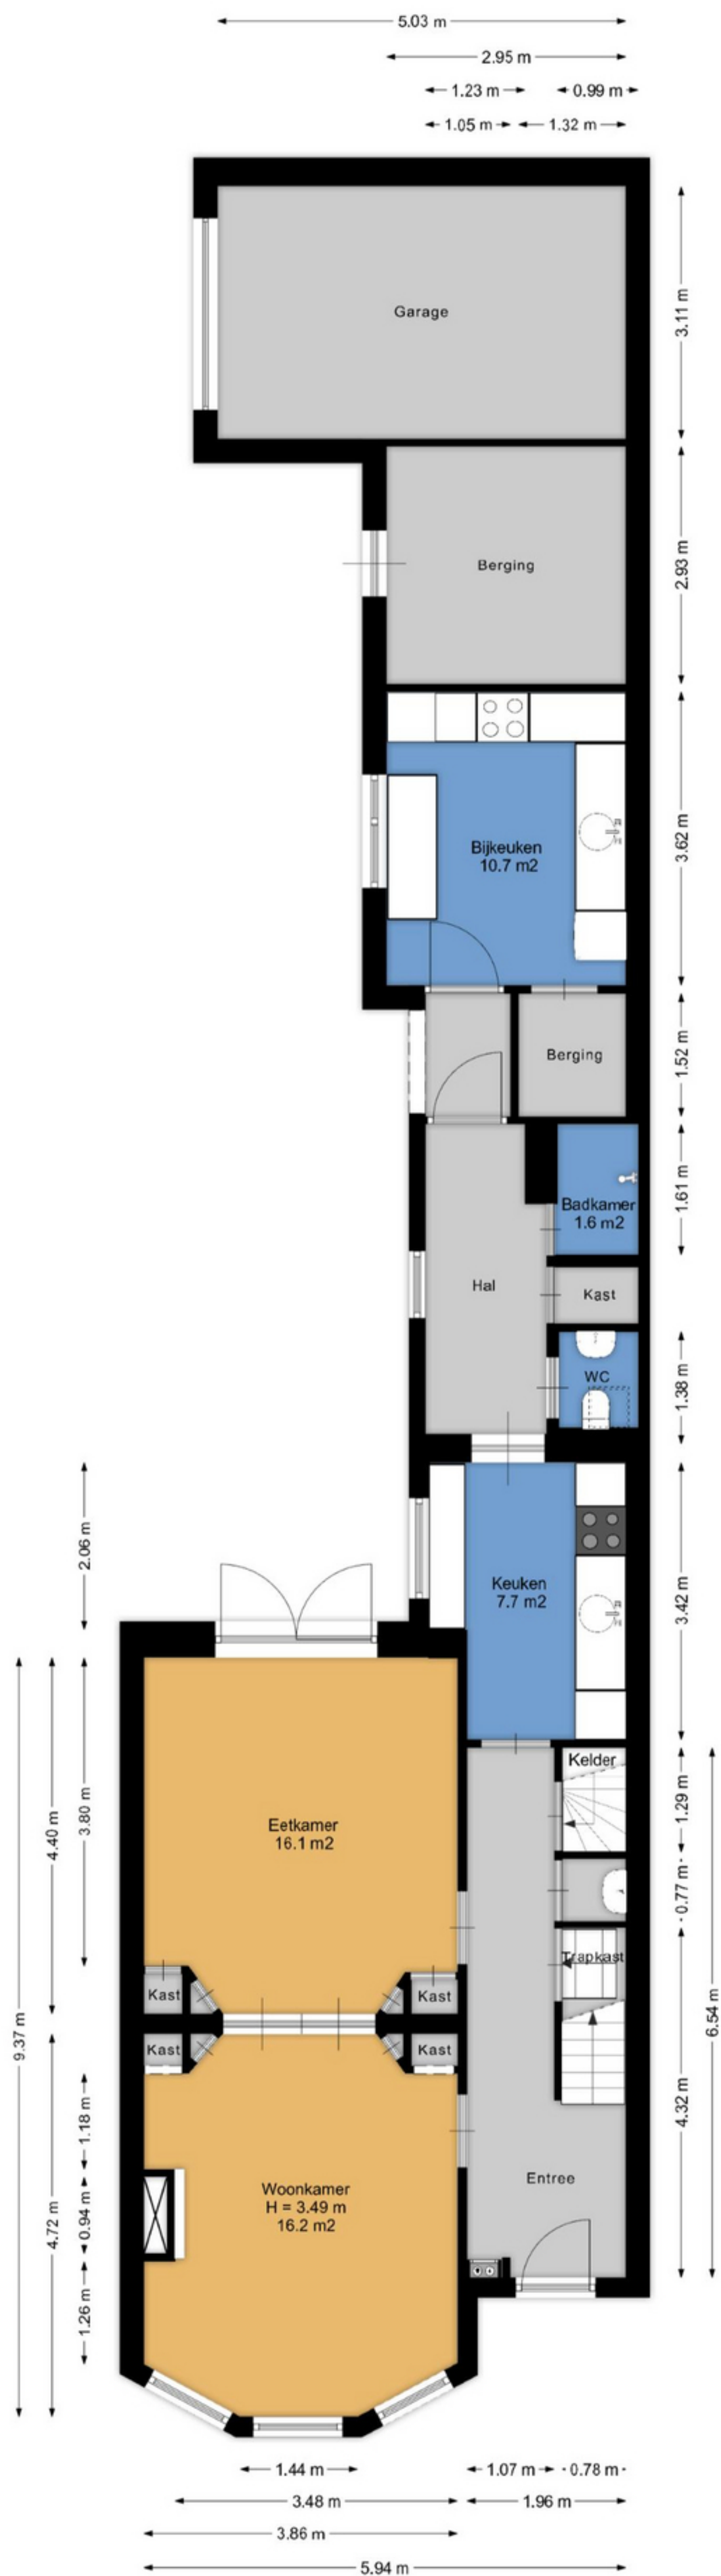 5.03 m
2.95 m
1.23 m
0.99 m
1.05 m
1.32 m
3.11 m
Garage
2.93 m
Berging
3.62 m
Bijkeuken
10.7 m2
1.52 m
Berging
1.61 m
Badkamer
1.6 m2
Hal
Kast
1.38 m
WC
2.06 m
3.42 m
Keuken
7.7 m2
Kelder
1.29 m
9.37 m
4.40 m
3.80 m
Eetkamer
16.1 m2
0.77 m
Trapkast
Kast
Kast
6.54 m
Kast
Kast
4.72 m
1.18 m
4.32 m
Entree
0.94 m
Woonkamer
H = 3.49 m
16.2 m2
1.26 m
1.44 m
1.07 m
0.78 m
3.48 m
1.96 m
3.86 m
5.94 m